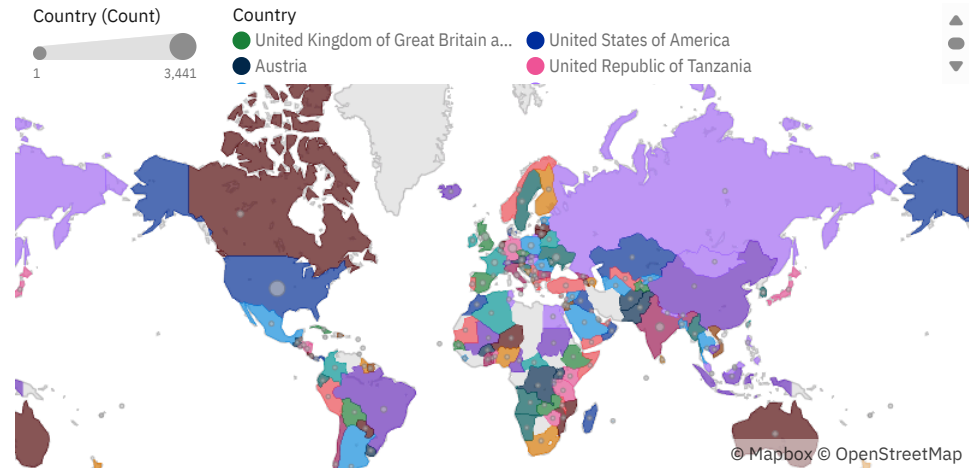 Country (Count)
1
3,441
Country
United Kingdom of Great Britain a...
United States of America
Austria
United Republic of Tanzania
© Mapbox © OpenStreetMap